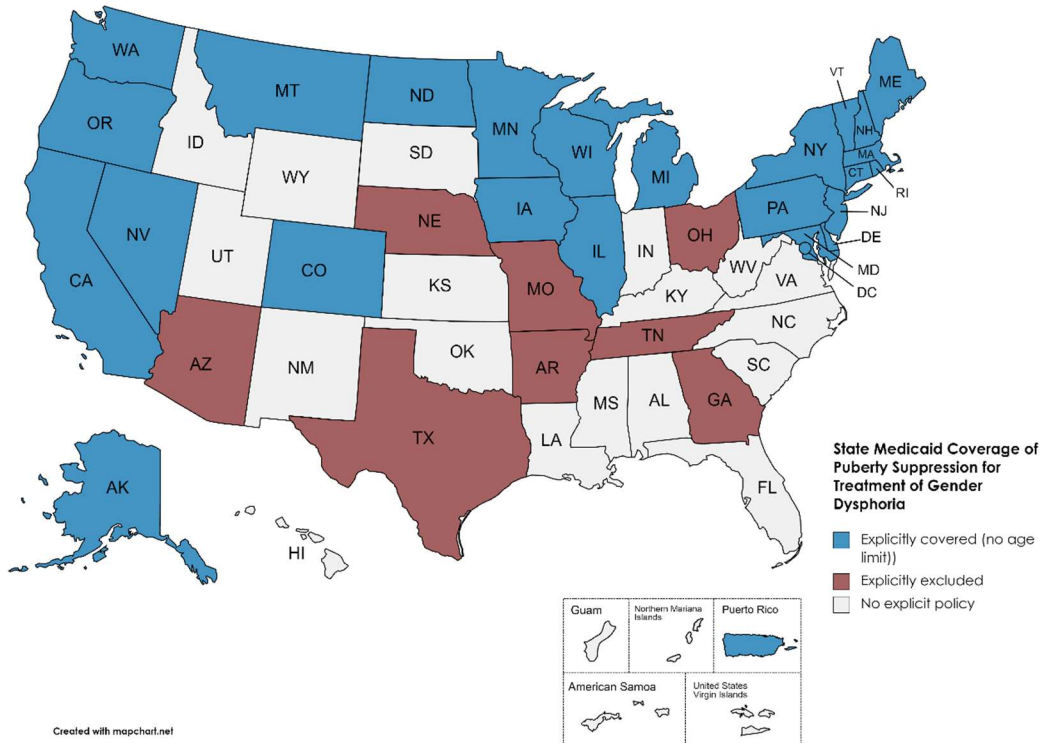 WA
MT
ND
MN
VT
ME
OR
ID
SD
WI
NY
NH
MA
WY
MI
CT
RI
IA
PA
NJ
NE
NV
OH
DE
UT
IL
IN
CA
CO
WV
MD
KS
MO
VA
DC
KY
NC
TN
AZ
NM
OK
AR
SC
MS
AL
GA
TX
LA
State Medicaid Coverage of
Puberty Suppression for
Treatment of Gender
Dysphoria
FL
AK
Explicitly covered (no age
limit))
HI
Explicitly excluded
No explicit policy
Guam
Northern Mariana
Islands
Puerto Rico
American Samoa
United States
Virgin Islands
Created with mapchart.net